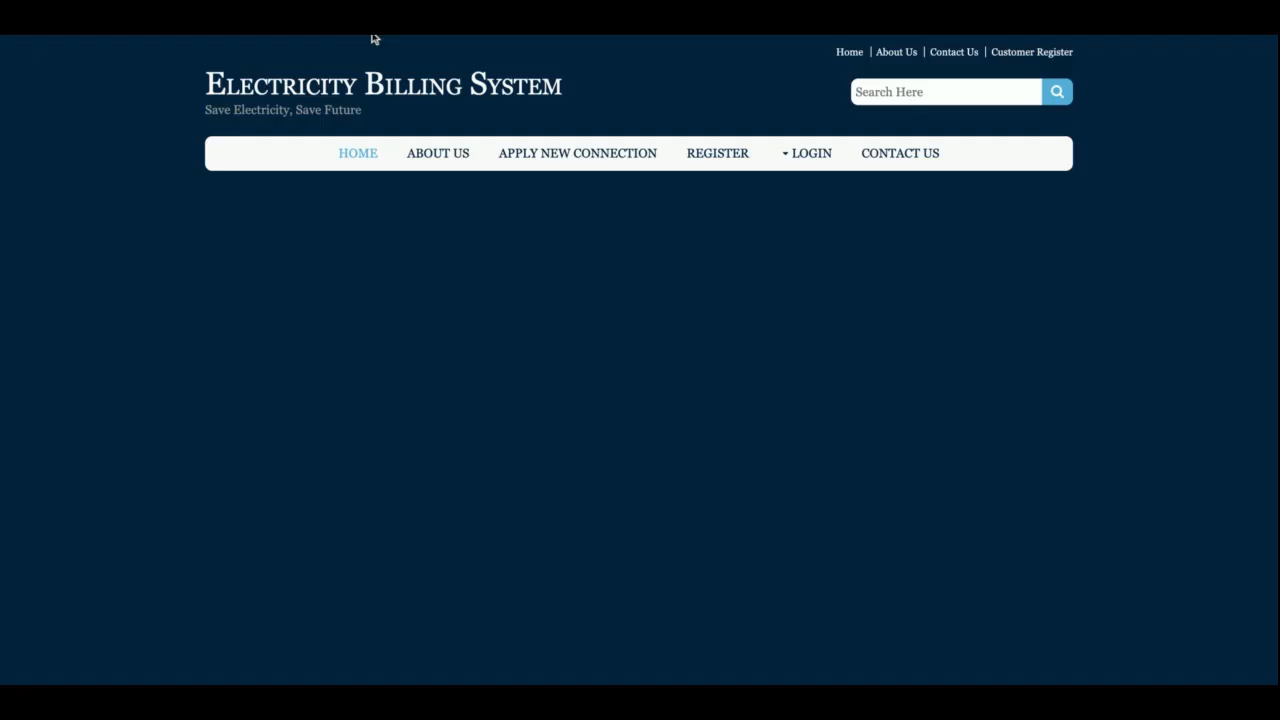 Home | About Us | Contact Us | Customer Register
Electricity Billing System
Save Electricity, Save Future
Search Here
HOME ABOUT US APPLY NEW CONNECTION REGISTER LOGIN CONTACT US